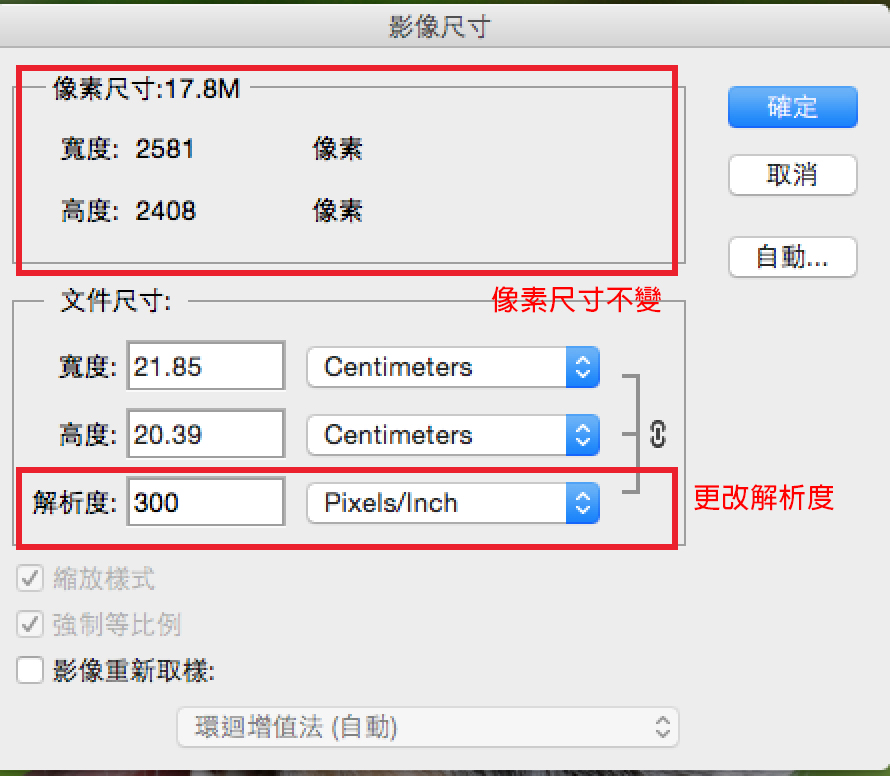 影像尺寸
像素尺寸:17.8M
寬度: 2581 像素
高度: 2408 像素
確定
取消
自動...
像素尺寸不變
文件尺寸:
寬度: 21.85 Centimeters
高度: 20.39 Centimeters
解析度: 300 Pixels/Inch
更改解析度
縮放樣式
強制等比例
影像重新取樣:
環迴增值法 (自動)